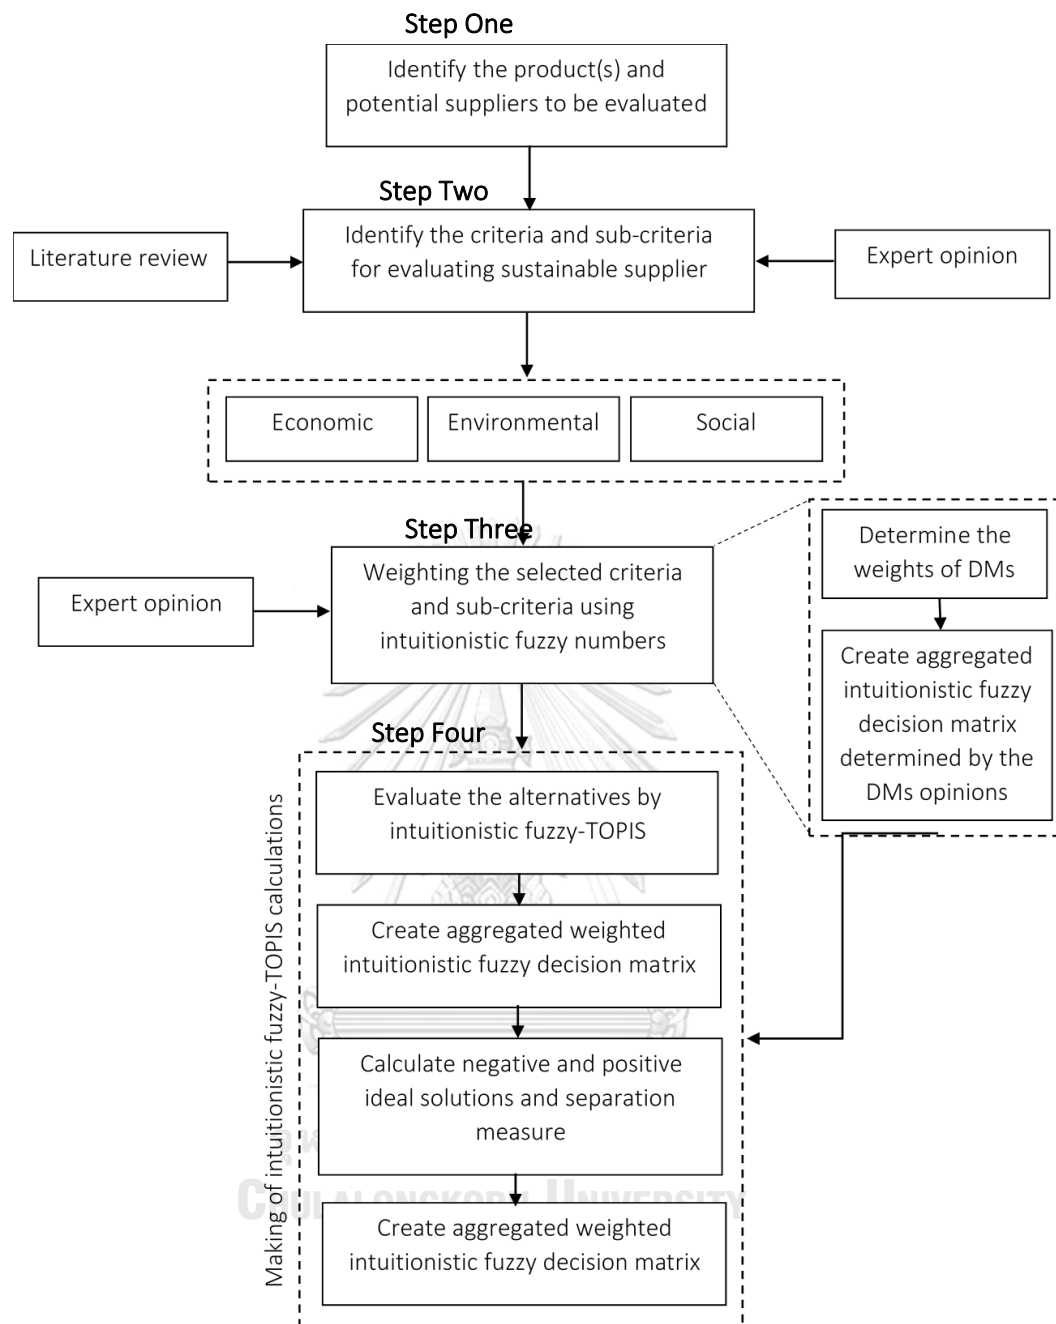 Step One
Identify the product(s) and
potential suppliers to be evaluated
Step Two
Literature review
Identify the criteria and sub-criteria
for evaluating sustainable supplier
Expert opinion
Economic
Environmental
Social
Step Three
Expert opinion
Weighting the selected criteria
and sub-criteria using
intuitionistic fuzzy numbers
Determine the
weights of DMs
Create aggregated
intuitionistic fuzzy
decision matrix
determined by the
DMs opinions
Step Four
Making of intuitionistic fuzzy-TOPIS calculations
Evaluate the alternatives by
intuitionistic fuzzy-TOPIS
Create aggregated weighted
intuitionistic fuzzy decision matrix
Calculate negative and positive
ideal solutions and separation
measure
CHULALONGKORN UNIVERSITY
Create aggregated weighted
intuitionistic fuzzy decision matrix